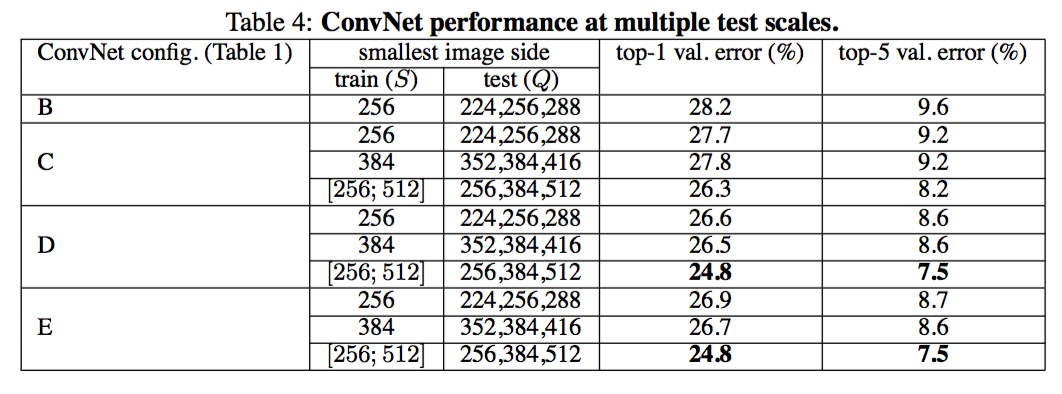 Table 4: ConvNet performance at multiple test scales.
ConvNet config. (Table 1) smallest image side top-1 val. error (%) top-5 val. error (%)
train (S) test (Q)
B 256 224,256,288 28.2 9.6
256 224,256,288 27.7 9.2
C 384 352,384,416 27.8 9.2
[256; 512] 256,384,512 26.3 8.2
256 224,256,288 26.6 8.6
D 384 352,384,416 26.5 8.6
[256; 512] 256,384,512 24.8 7.5
256 224,256,288 26.9 8.7
E 384 352,384,416 26.7 8.6
[256; 512] 256,384,512 24.8 7.5